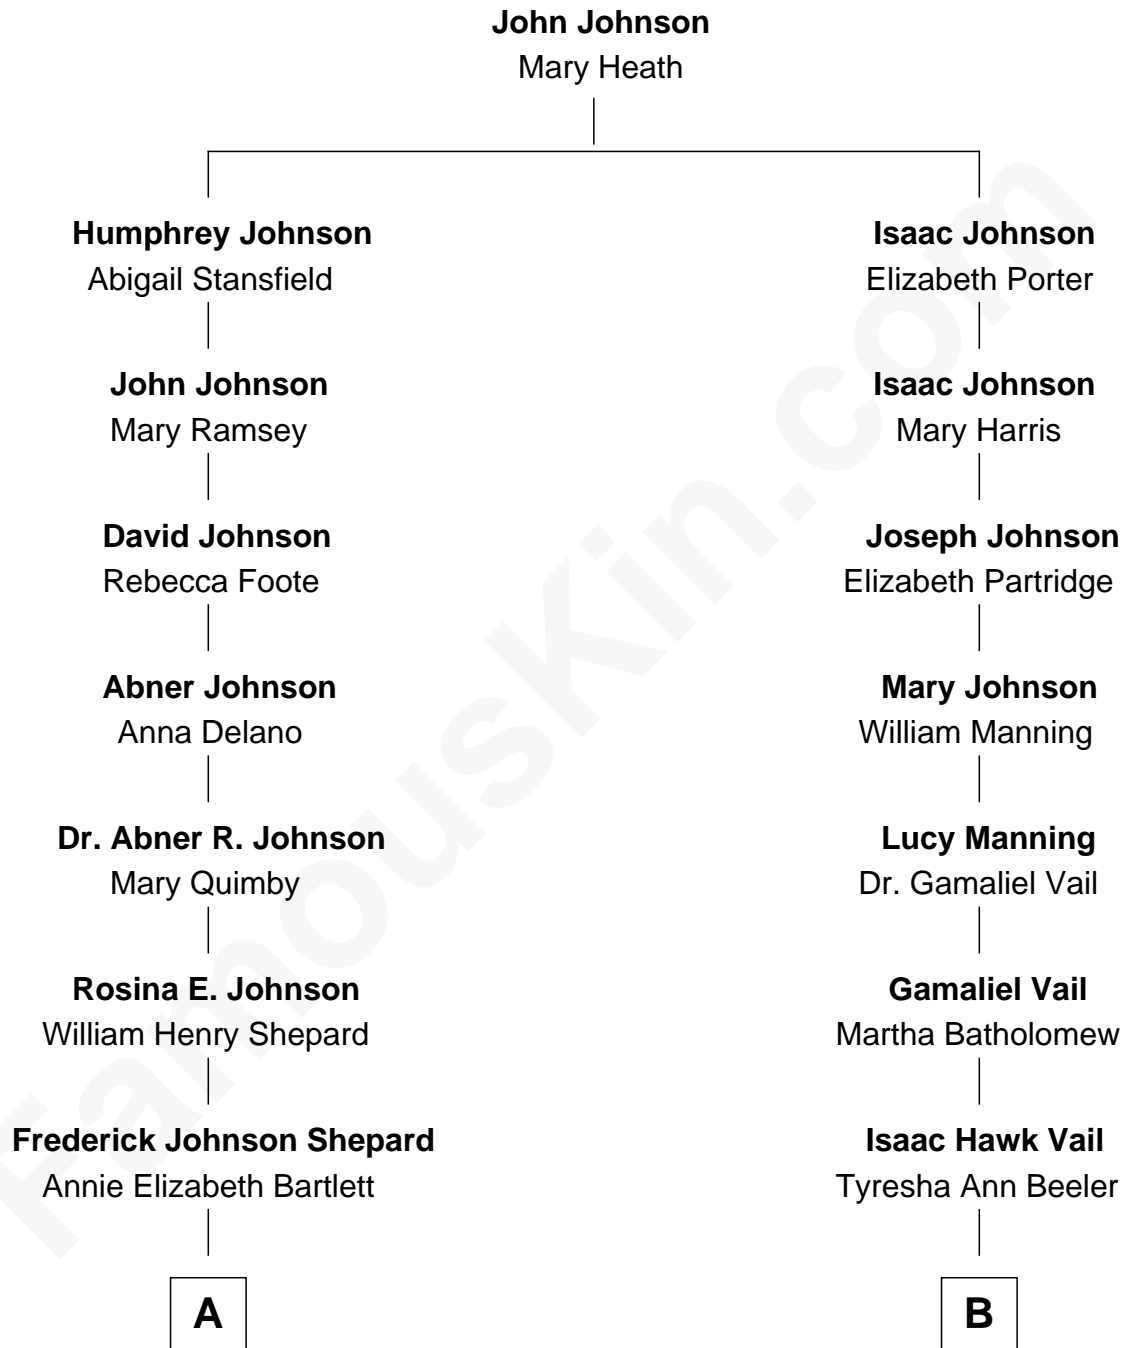 John Johnson
Mary Heath
Humphrey Johnson
Abigail Stansfield
Isaac Johnson
Elizabeth Porter
John Johnson
Mary Ramsey
Isaac Johnson
Mary Harris
David Johnson
Rebecca Foote
Joseph Johnson
Elizabeth Partridge
Abner Johnson
Anna Delano
Mary Johnson
William Manning
Dr. Abner R. Johnson
Mary Quimby
Lucy Manning
Dr. Gamaliel Vail
Rosina E. Johnson
William Henry Shepard
Gamaliel Vail
Martha Batholomew
Frederick Johnson Shepard
Annie Elizabeth Bartlett
Isaac Hawk Vail
Tyresha Ann Beeler
A
B
FamousKin.com